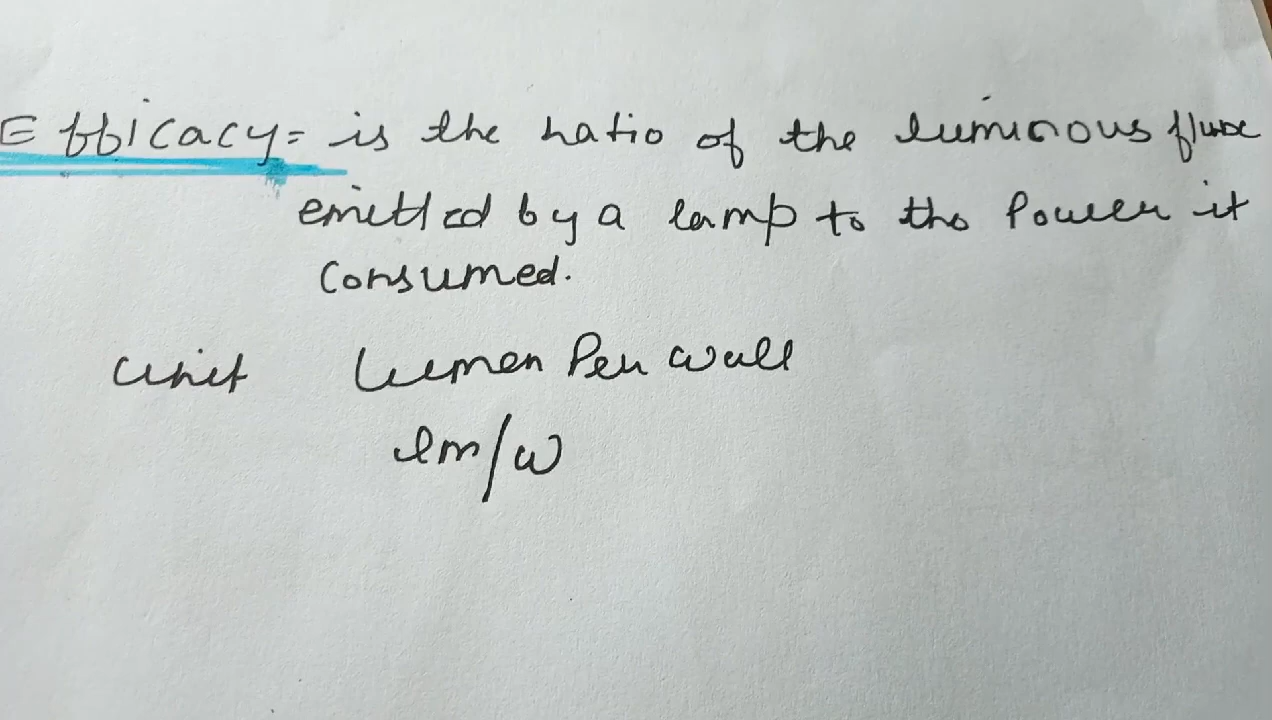 Efficacy = is the ratio of the luminous flux
emitted by a lamp to the Power it
Consumed.
Unit Lumen Per watt
lm/w